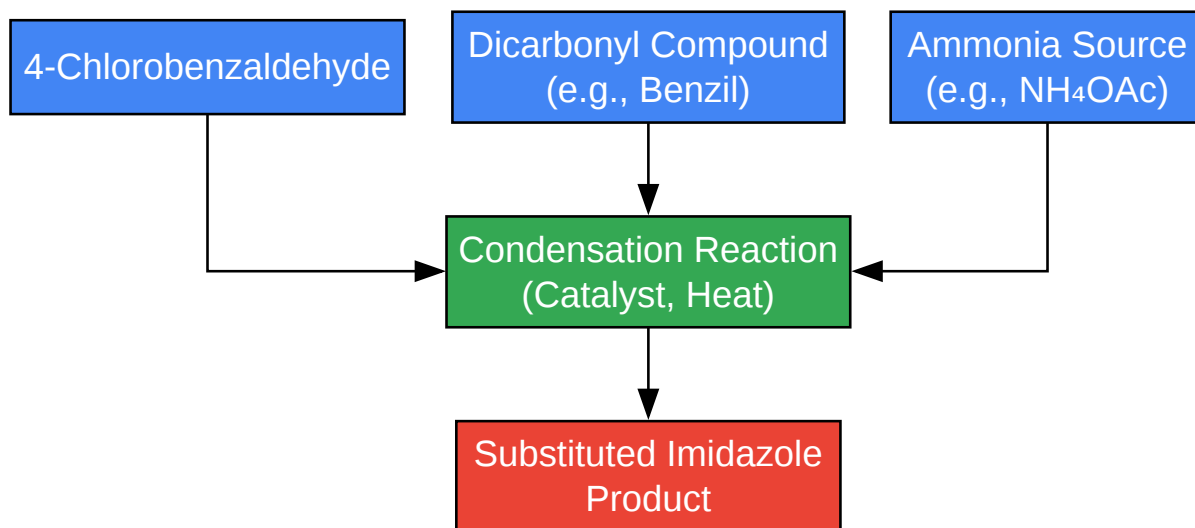 4-Chlorobenzaldehyde
Dicarbonyl Compound
(e.g., Benzil)
Ammonia Source
(e.g., NH₄OAc)
Condensation Reaction
(Catalyst, Heat)
Substituted Imidazole
Product